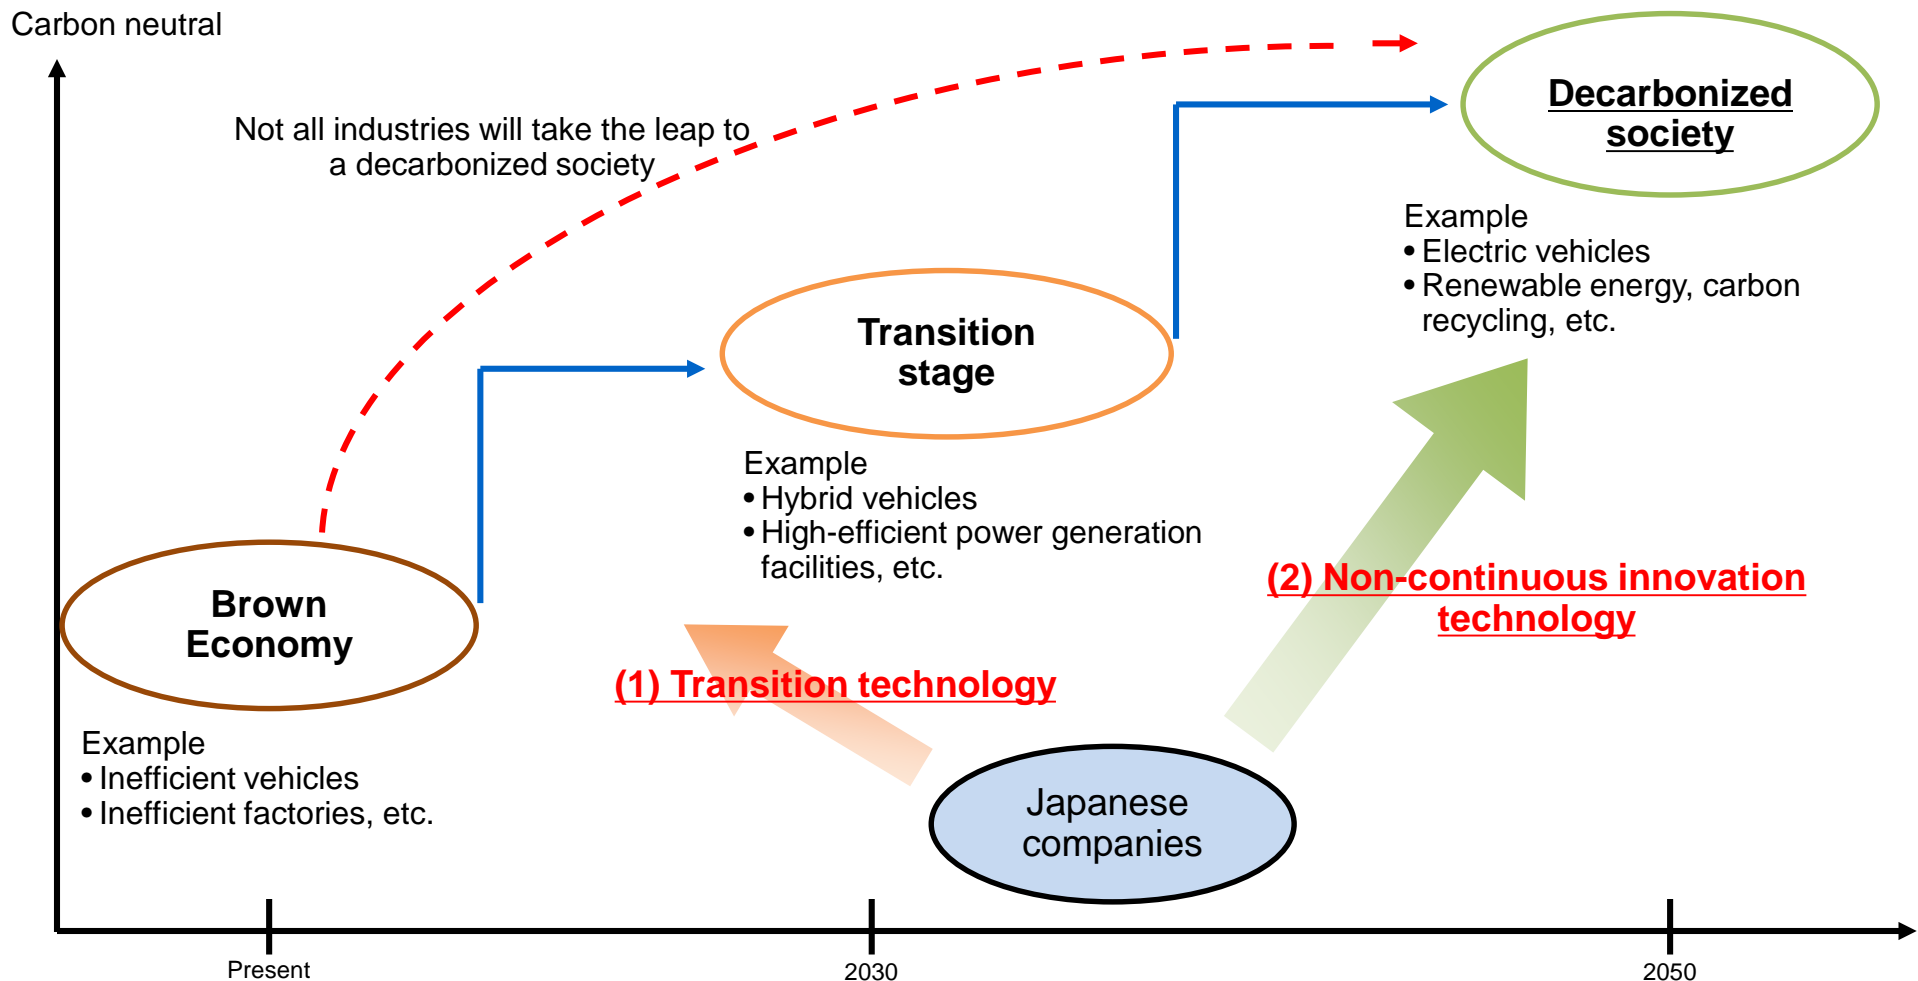 Carbon neutral
Not all industries will take the leap to
a decarbonized society
Decarbonized
society
Example
• Electric vehicles
• Renewable energy, carbon
recycling, etc.
Transition
stage
Example
• Hybrid vehicles
• High-efficient power generation
facilities, etc.
Brown
Economy
Example
• Inefficient vehicles
• Inefficient factories, etc.
(1) Transition technology
(2) Non-continuous innovation
technology
Japanese
companies
Present
2030
2050